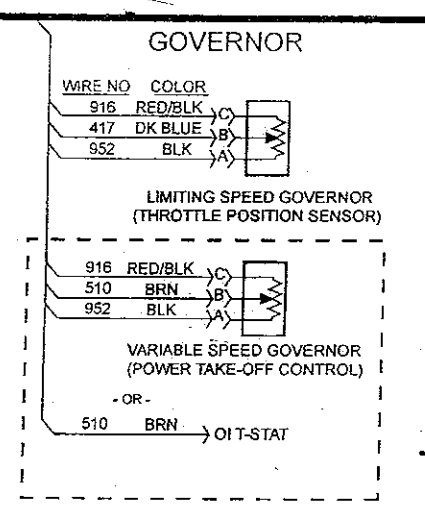 GOVERNOR
WIRE NO COLOR
916 RED/BLK C
417 DK BLUE B
952 BLK A
LIMITING SPEED GOVERNOR
(THROTTLE POSITION SENSOR)
916 RED/BLK C
510 BRN B
952 BLK A
VARIABLE SPEED GOVERNOR
(POWER TAKE-OFF CONTROL)
- OR -
510 BRN OI T-STAT